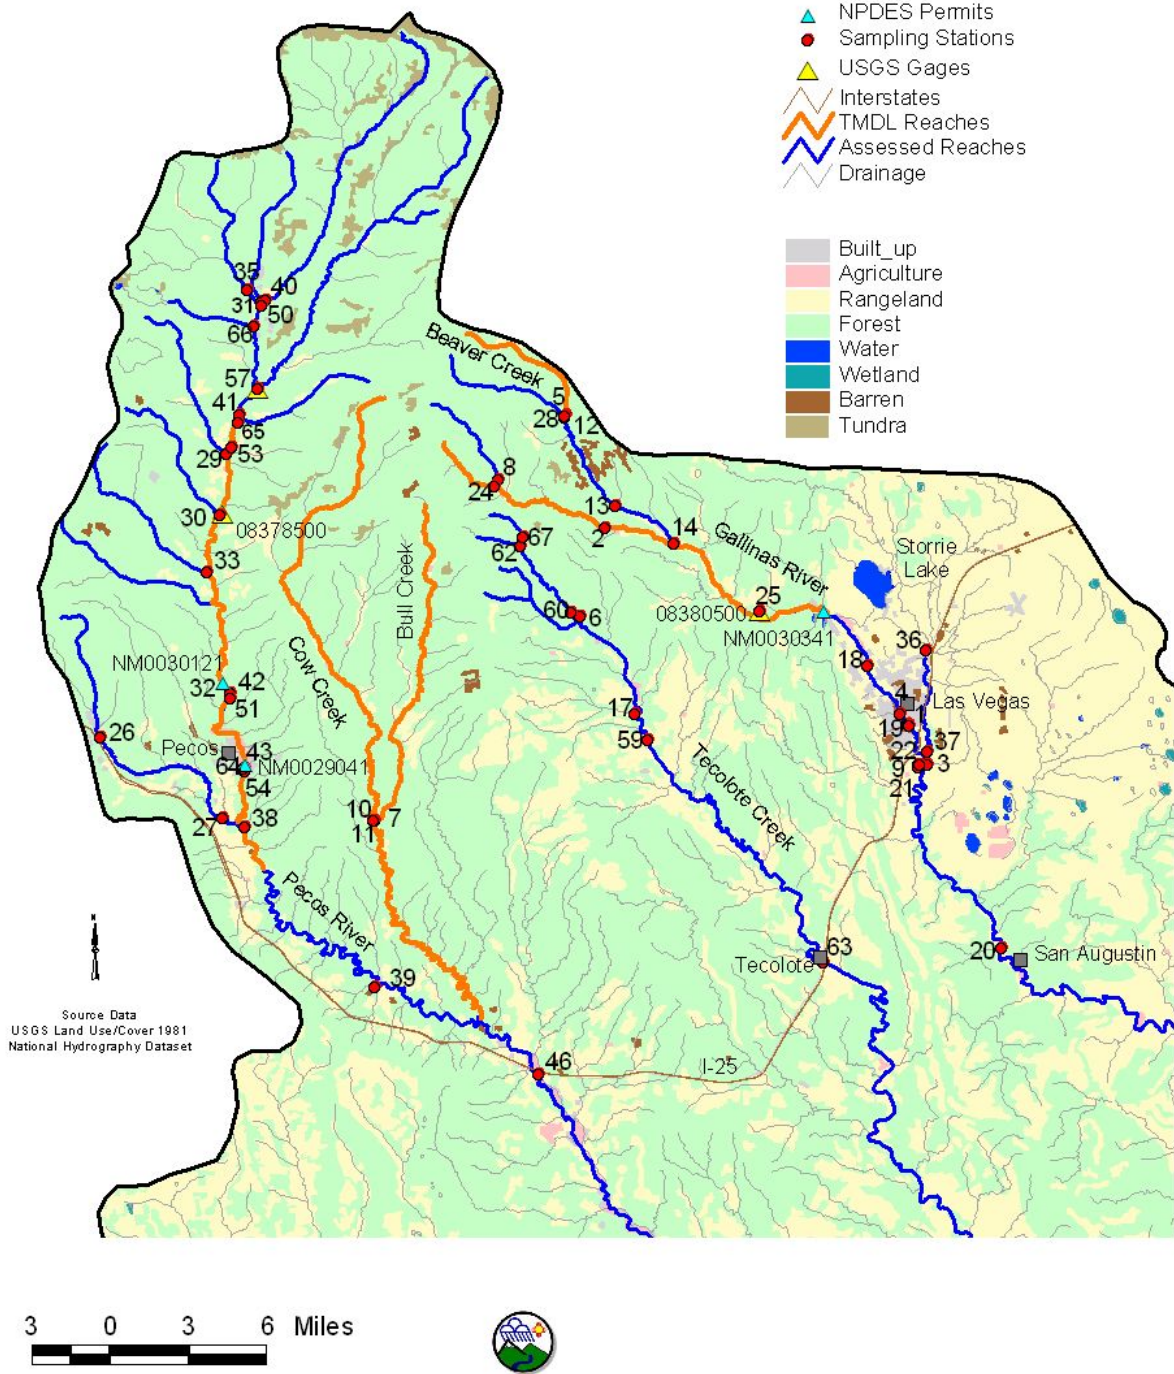 NPDES Permits
Sampling Stations
USGS Gages
Interstates
TMDL Reaches
Assessed Reaches
Drainage
Built_up
Agriculture
Rangeland
Forest
Water
Wetland
Barren
Tundra
35
40
31
50
66
Beaver Creek
57
41
65
5
28
12
53
29
8
24
30
08378500
13
2
14
Gallinas River
67
62
Storrie
Lake
33
Bull Creek
25
60
6
08380500
NM0030341
36
Cow Creek
NM0030121
42
32
51
18
4
Las Vegas
1
17
19
26
Pecos
43
59
22
37
64
NM0029041
Tecolote Creek
9
3
54
21
10
7
27
38
11
Pecos River
N
63
20
San Augustin
Tecolote
39
Source Data
USGS Land Use/Cover 1981
National Hydrography Dataset
46
I-25
3 0 3 6 Miles